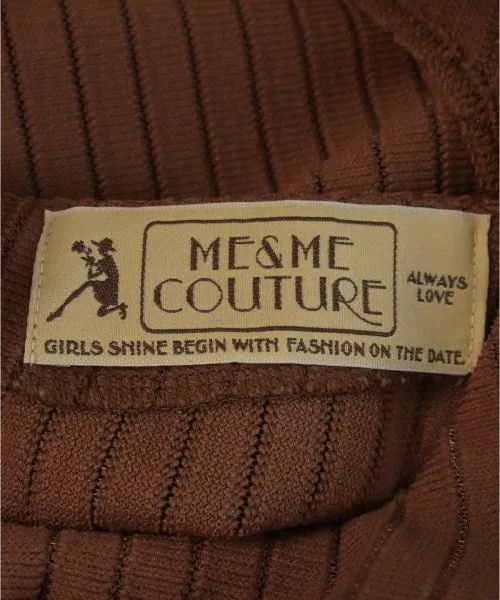 ME&ME
COUTURE
ALWAYS
LOVE
GIRLS SHINE BEGIN WITH FASHION ON THE DATE.